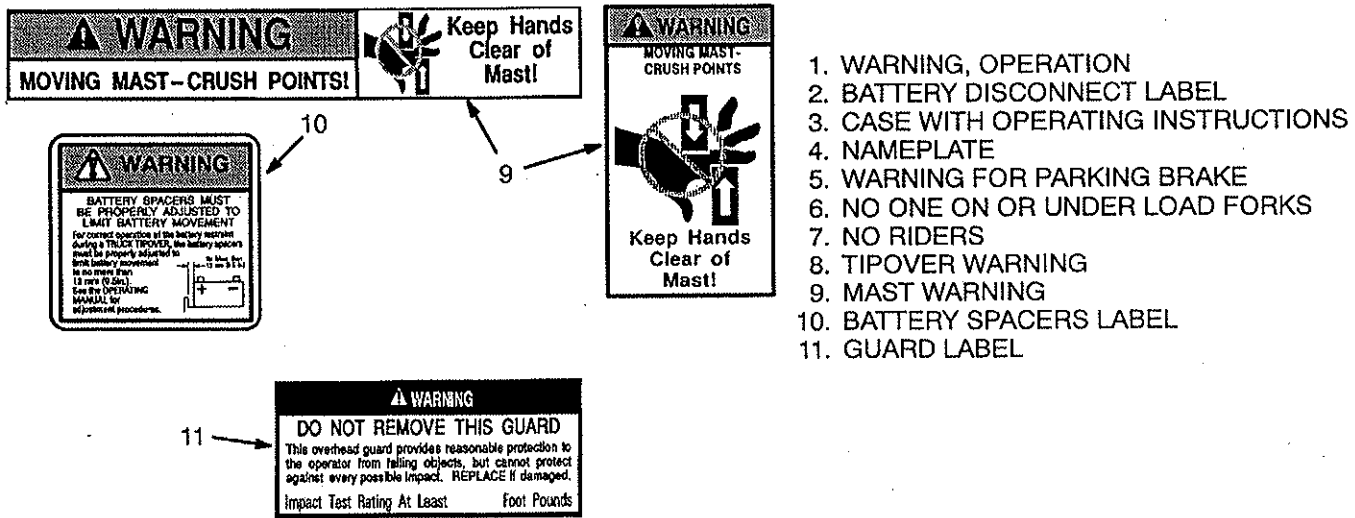 WARNING
MOVING MAST-CRUSH POINTS!
Keep Hands
Clear of
Mast!
WARNING
MOVING MAST-
CRUSH POINTS
Keep Hands
Clear of
Mast!
9
10
WARNING
BATTERY SPACERS MUST
BE PROPERLY ADJUSTED TO
LIMIT BATTERY MOVEMENT
For correct operation of the battery restraint
during a TRUCK TIPOVER, the battery spacers
must be properly adjusted to
limit battery movement
to no more than
13 mm (0.5in.)
See the OPERATING
MANUAL for
adjustment procedures.
+ -
1. WARNING, OPERATION
2. BATTERY DISCONNECT LABEL
3. CASE WITH OPERATING INSTRUCTIONS
4. NAMEPLATE
5. WARNING FOR PARKING BRAKE
6. NO ONE ON OR UNDER LOAD FORKS
7. NO RIDERS
8. TIPOVER WARNING
9. MAST WARNING
10. BATTERY SPACERS LABEL
11. GUARD LABEL
11
WARNING
DO NOT REMOVE THIS GUARD
This overhead guard provides reasonable protection to
the operator from falling objects, but cannot protect
against every possible impact. REPLACE if damaged.
Impact Test Rating At Least Foot Pounds